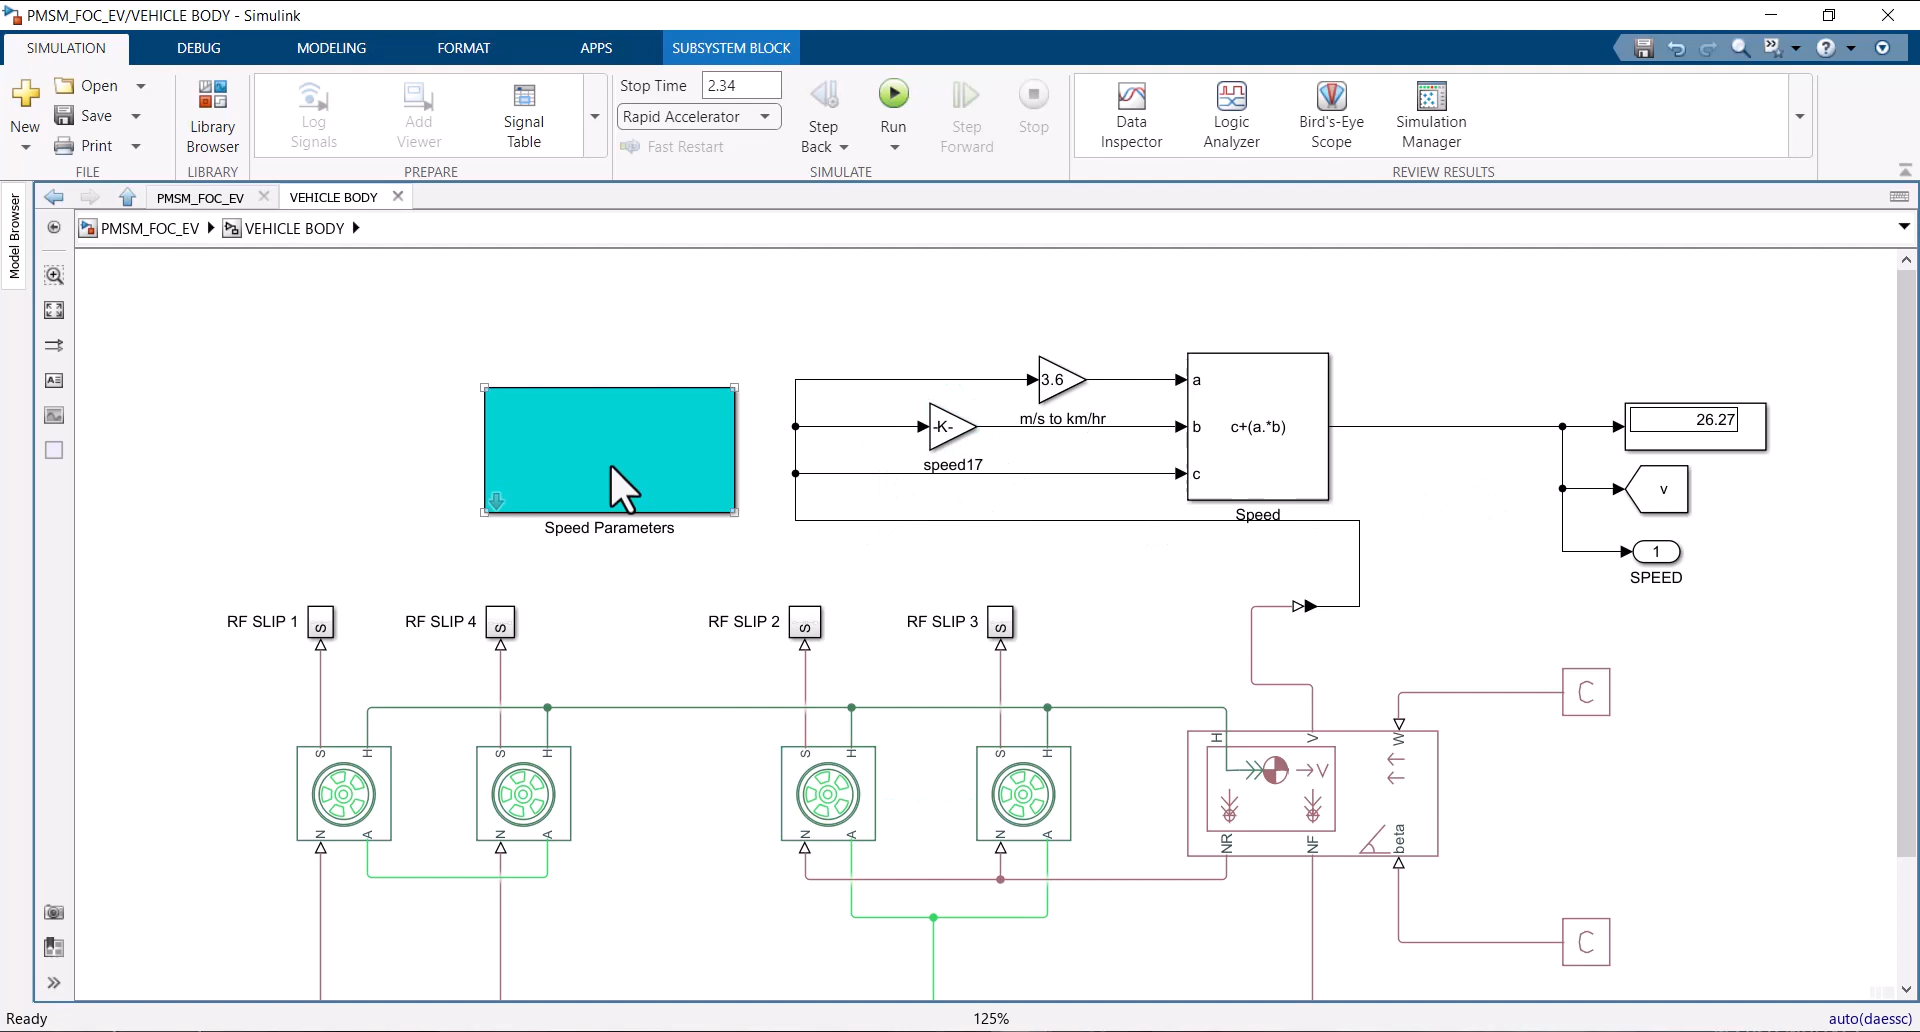 PMSM_FOC_EV/VEHICLE BODY - Simulink
SIMULATION
DEBUG
MODELING
FORMAT
APPS
SUBSYSTEM BLOCK
New
Open
Save
Print
FILE
Library
Browser
LIBRARY
Log
Signals
Add
Viewer
Signal
Table
PREPARE
Stop Time 2.34
Rapid Accelerator
Fast Restart
Step
Back
Run
Step
Forward
Stop
SIMULATE
Data
Inspector
Logic
Analyzer
Bird's-Eye
Scope
Simulation
Manager
REVIEW RESULTS
Model Browser
PMSM_FOC_EV
VEHICLE BODY
PMSM_FOC_EV
VEHICLE BODY
Speed Parameters
3.6
m/s to km/hr
-K-
speed17
a
b
c
c+(a.*b)
Speed
26.27
v
1
SPEED
RF SLIP 1
S
RF SLIP 4
S
RF SLIP 2
S
RF SLIP 3
S
S H
N A
S H
N A
S H
N A
S H
N A
H V W
V
NR NF beta
C
C
Ready
125%
auto(daessc)